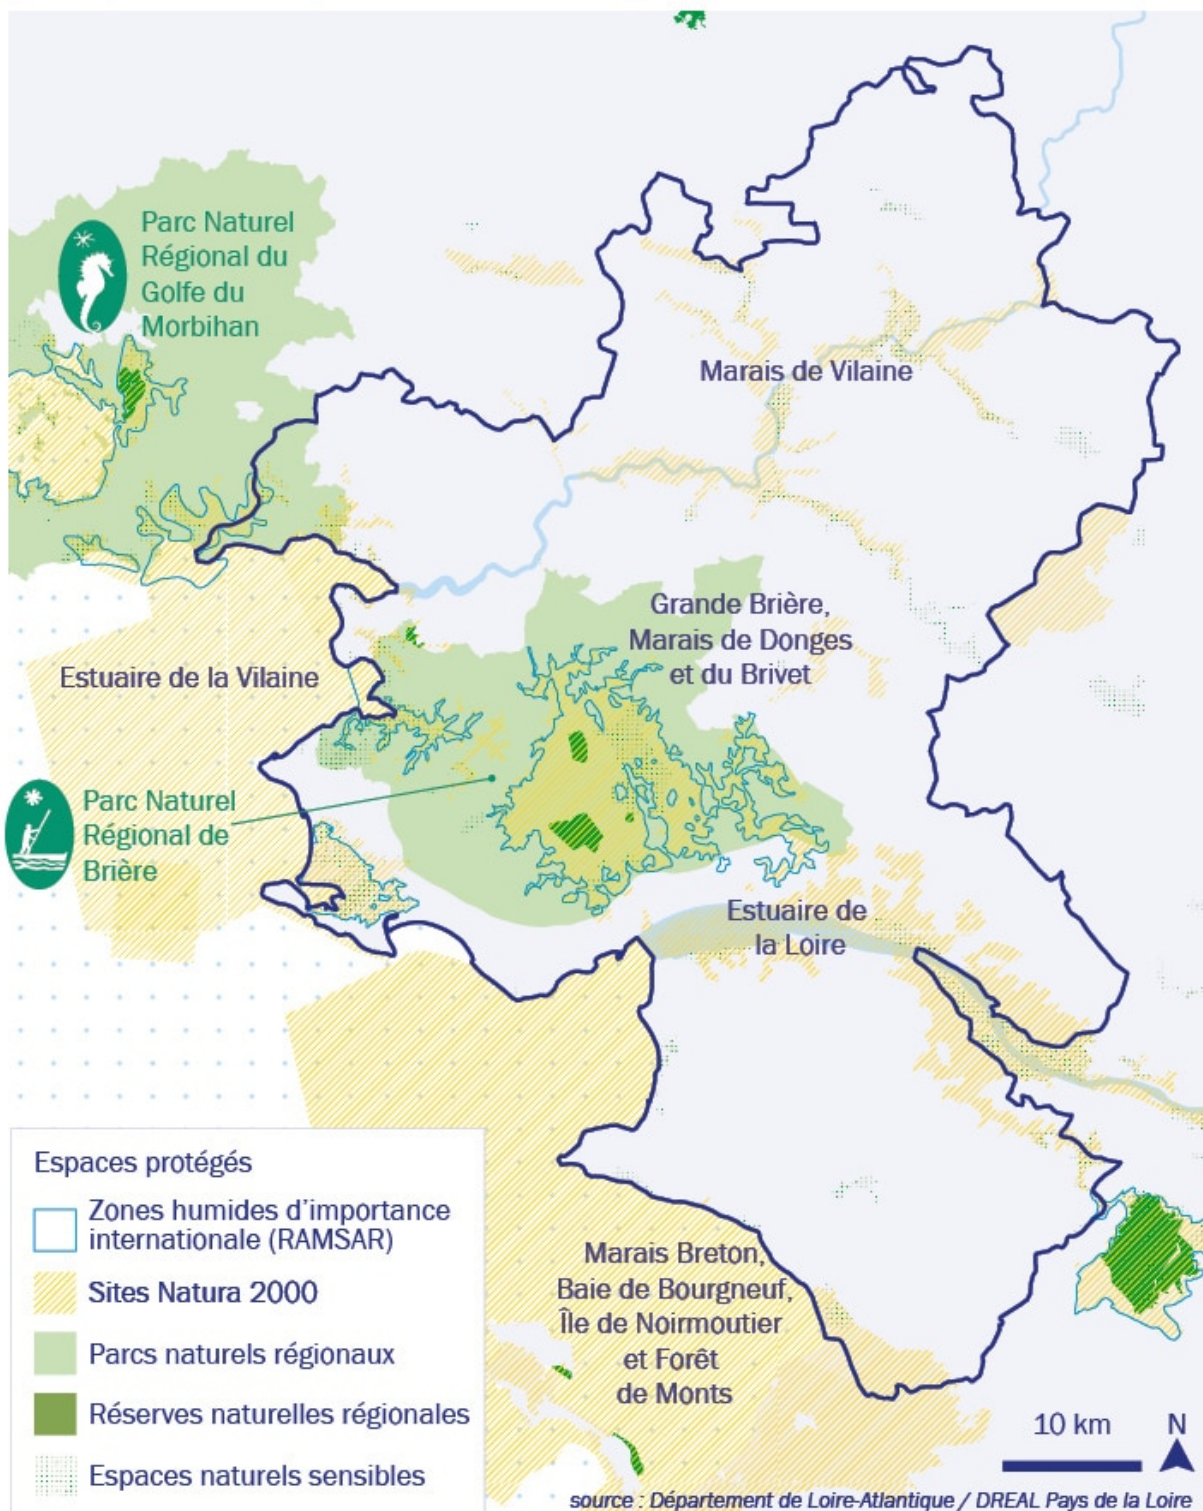 Parc Naturel
Régional du
Golfe du
Morbihan
Marais de Vilaine
Grande Brière,
Marais de Donges
et du Brivet
Estuaire de la Vilaine
Parc Naturel
Régional de
Brière
Estuaire de
la Loire
Marais Breton,
Baie de Bourgneuf,
Île de Noirmoutier
et Forêt
de Monts
Espaces protégés
Zones humides d'importance
internationale (RAMSAR)
Sites Natura 2000
Parcs naturels régionaux
Réserves naturelles régionales
Espaces naturels sensibles
10 km
N
source : Département de Loire-Atlantique / DREAL Pays de la Loire